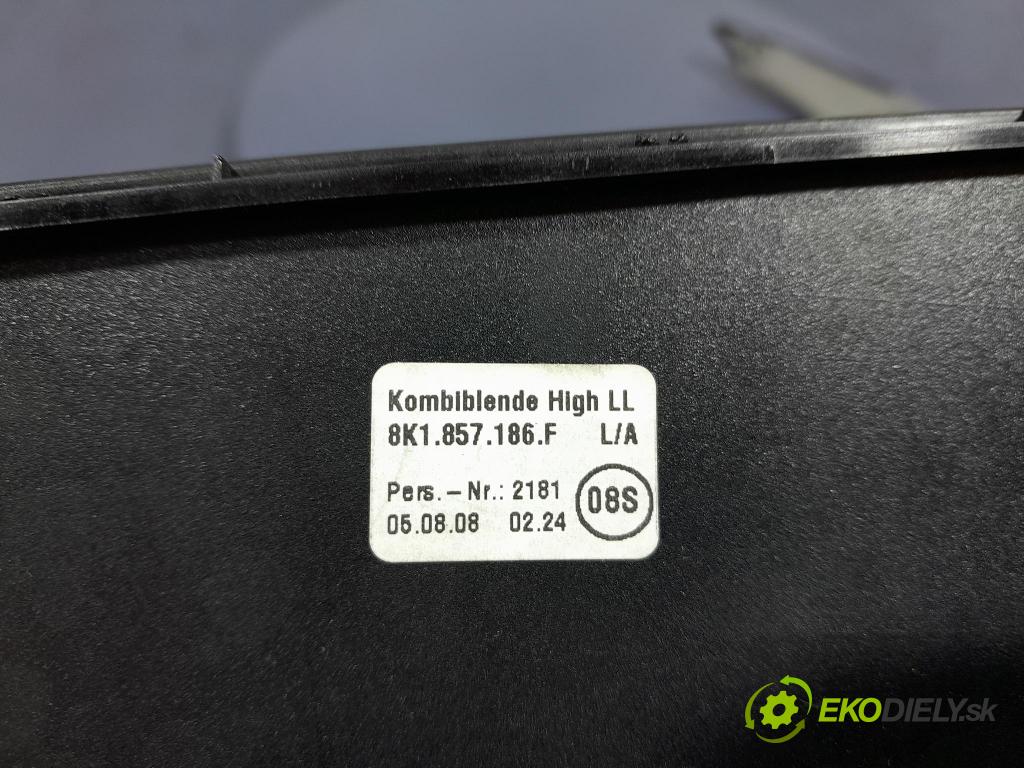 Kombiblende High LL
8K1.857.186.F L/A
Pers.-Nr.: 2181
05.08.08 02.24
08S
EKODIELY.sk